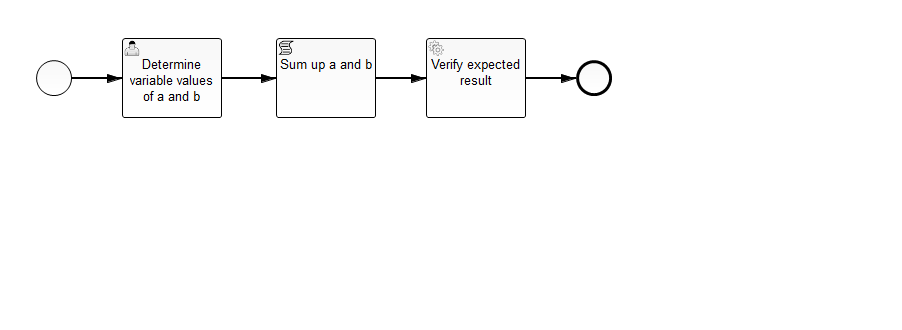 Determine
variable values
of a and b
Sum up a and b
Verify expected
result